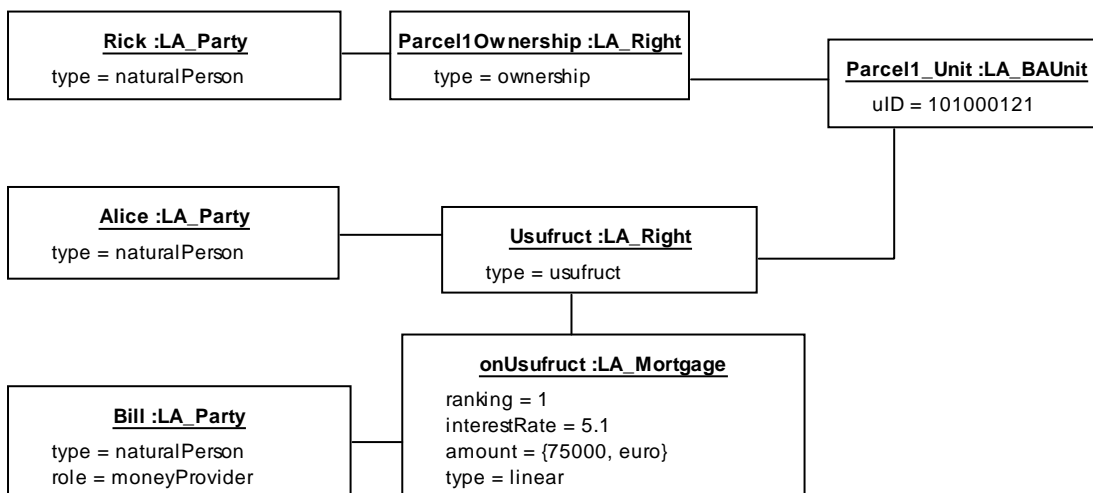 Rick :LA_Party
type = naturalPerson
Parcel1Ownership :LA_Right
type = ownership
Parcel1_Unit :LA_BAUnit
uID = 101000121
Alice :LA_Party
type = naturalPerson
Usufruct :LA_Right
type = usufruct
onUsufruct :LA_Mortgage
ranking = 1
interestRate = 5.1
amount = {75000, euro}
type = linear
Bill :LA_Party
type = naturalPerson
role = moneyProvider